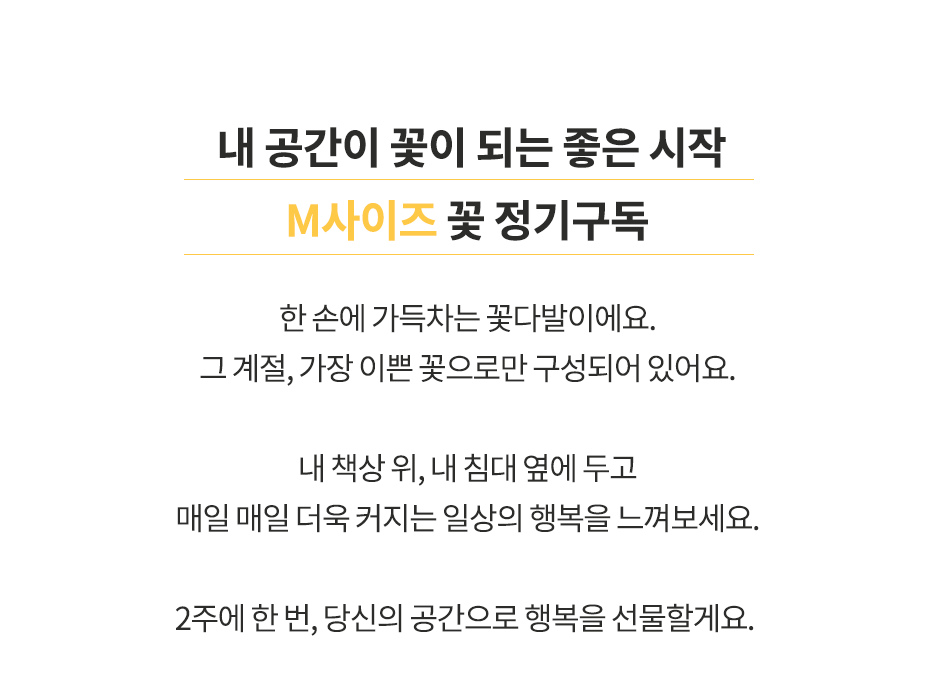 내 공간이 꽃이 되는 좋은 시작
M사이즈 꽃 정기구독
한 손에 가득차는 꽃다발이에요.
그 계절, 가장 이쁜 꽃으로만 구성되어 있어요.
내 책상 위, 내 침대 옆에 두고
매일 매일 더욱 커지는 일상의 행복을 느껴보세요.
2주에 한 번, 당신의 공간으로 행복을 선물할게요.